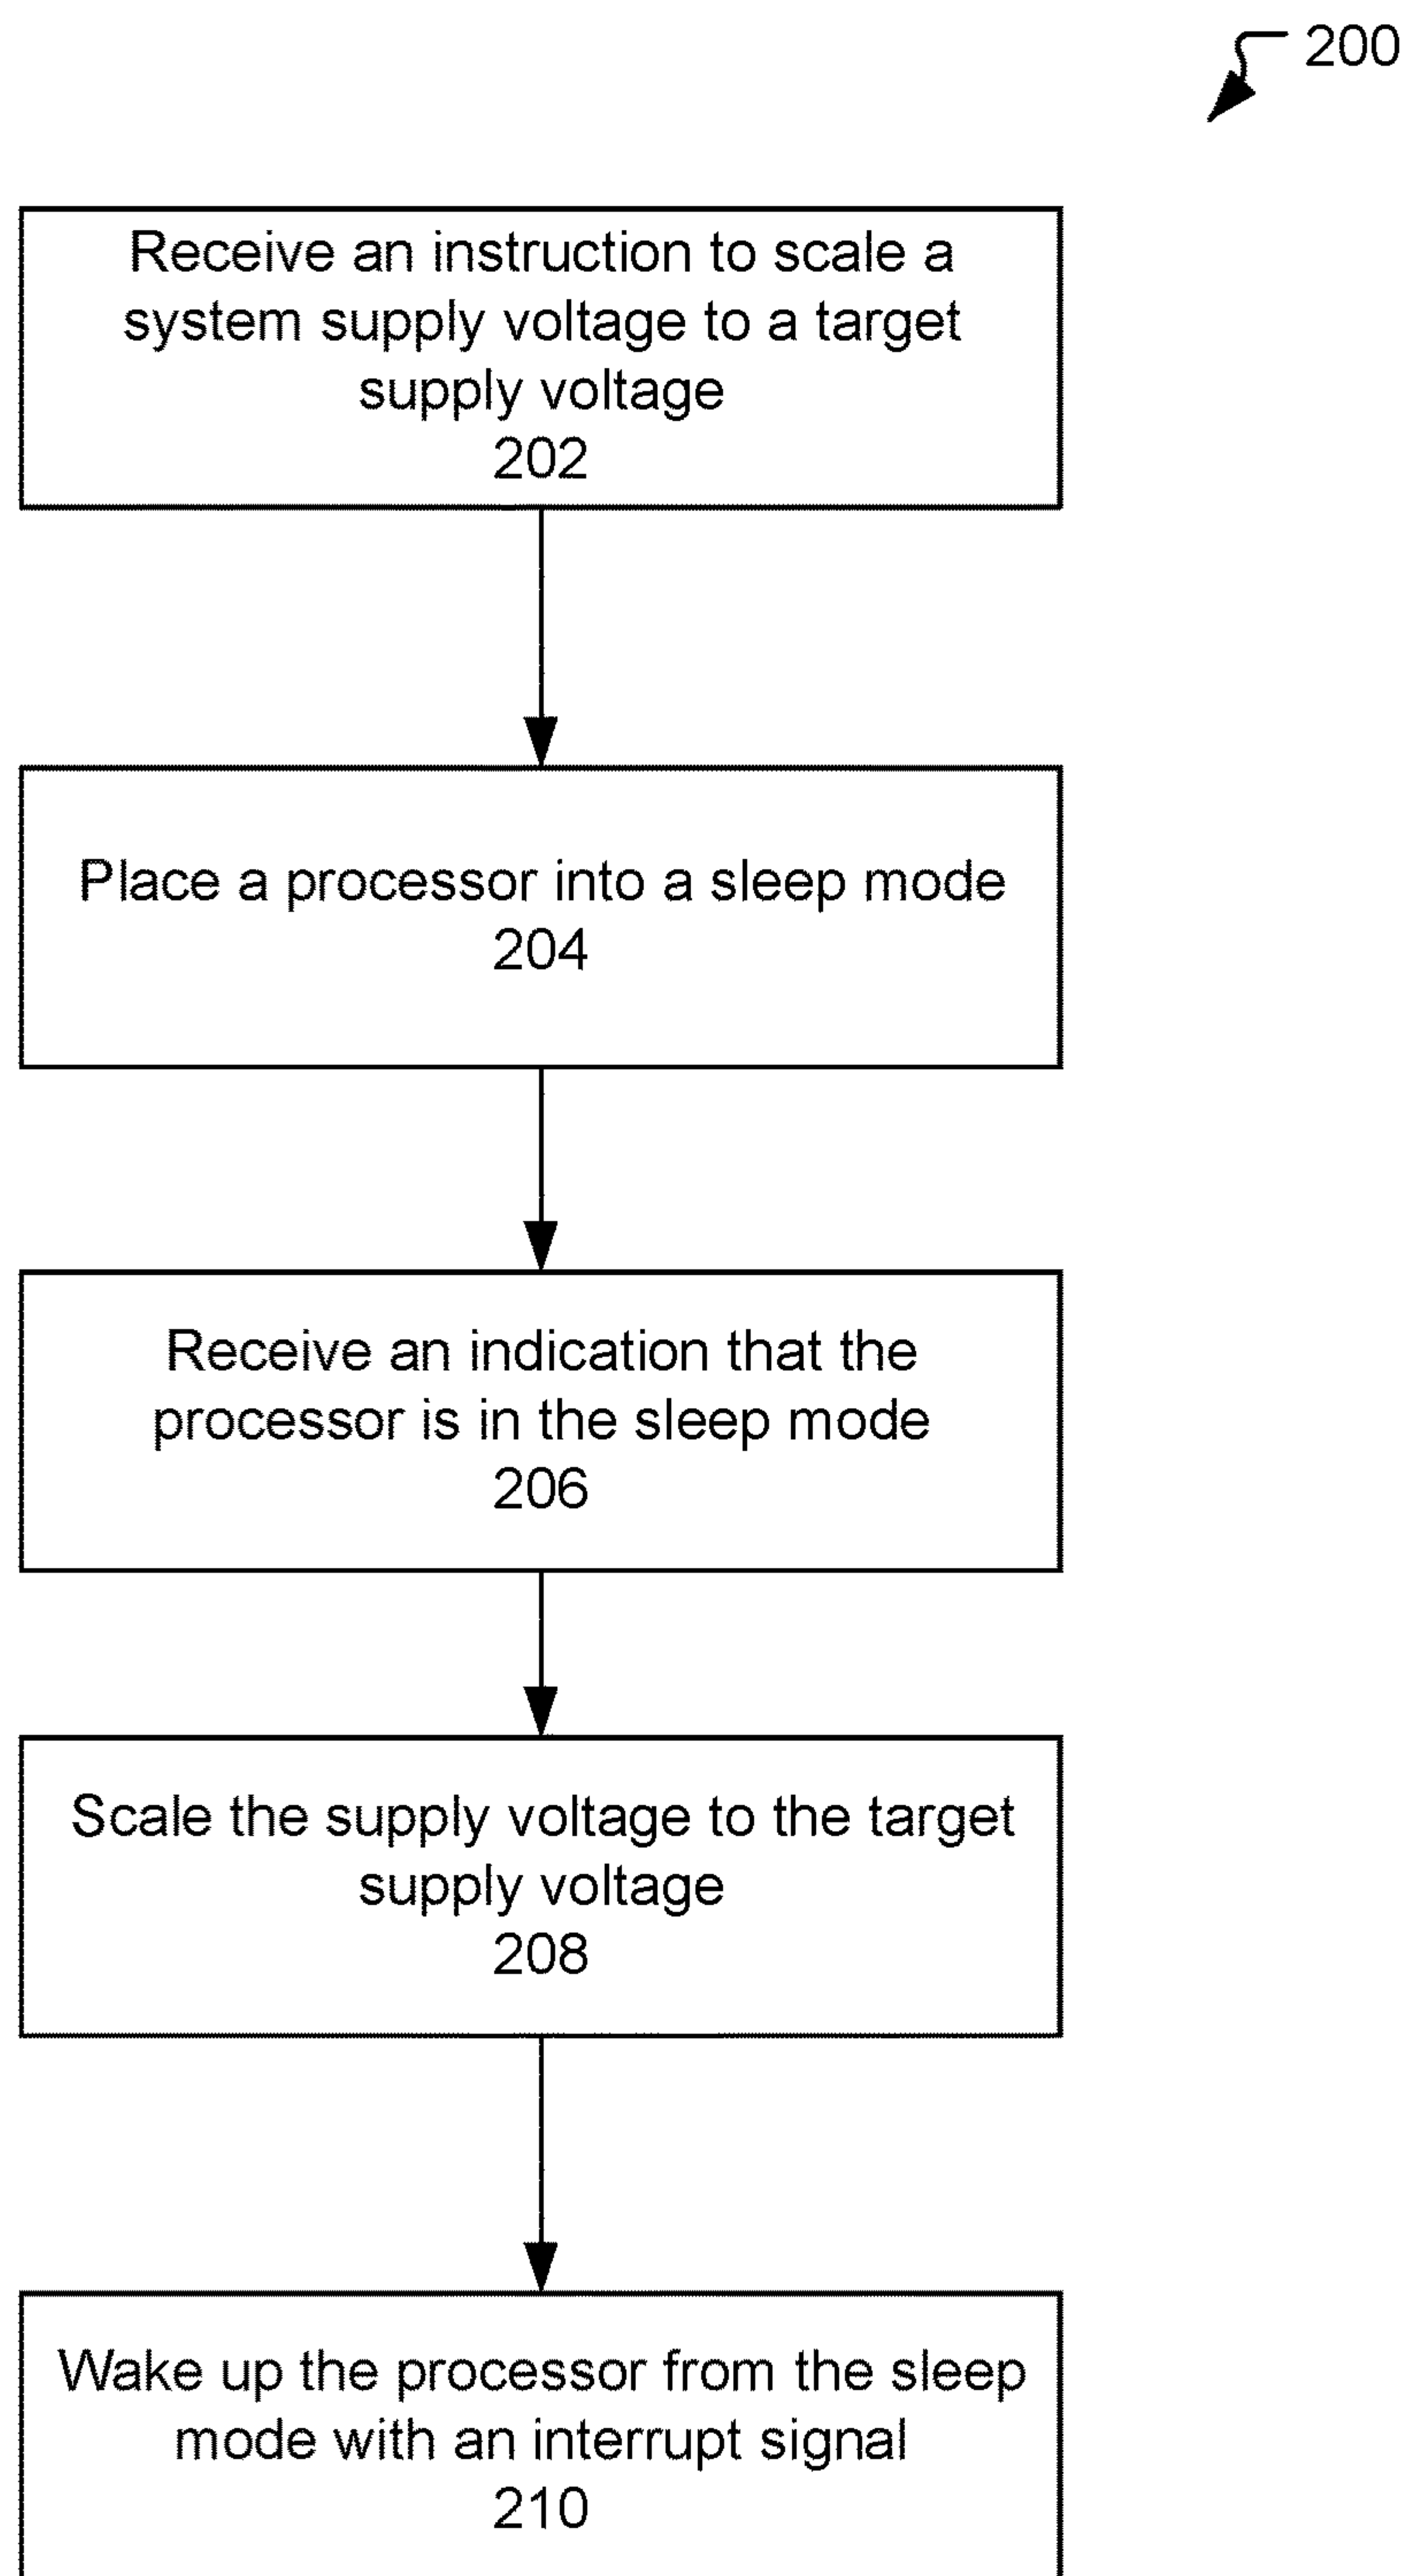 200
Receive an instruction to scale a
system supply voltage to a target
supply voltage
202
Place a processor into a sleep mode
204
Receive an indication that the
processor is in the sleep mode
206
Scale the supply voltage to the target
supply voltage
208
Wake up the processor from the sleep
mode with an interrupt signal
210